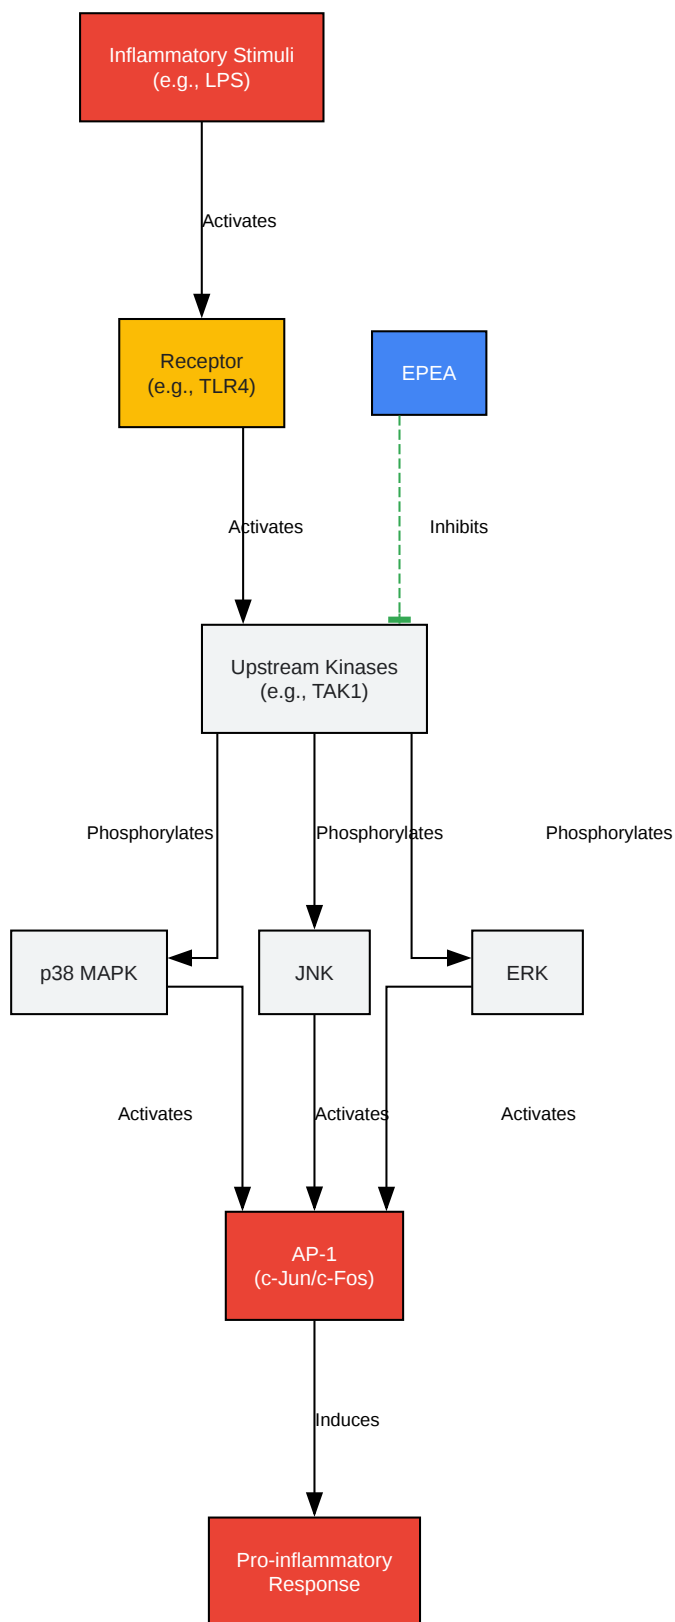 Inflammatory Stimuli
(e.g., LPS)
Activates
Receptor
(e.g., TLR4)
EPEA
Activates
Inhibits
Upstream Kinases
(e.g., TAK1)
Phosphorylates
Phosphorylates
Phosphorylates
p38 MAPK
JNK
ERK
Activates
Activates
Activates
AP-1
(c-Jun/c-Fos)
Induces
Pro-inflammatory
Response